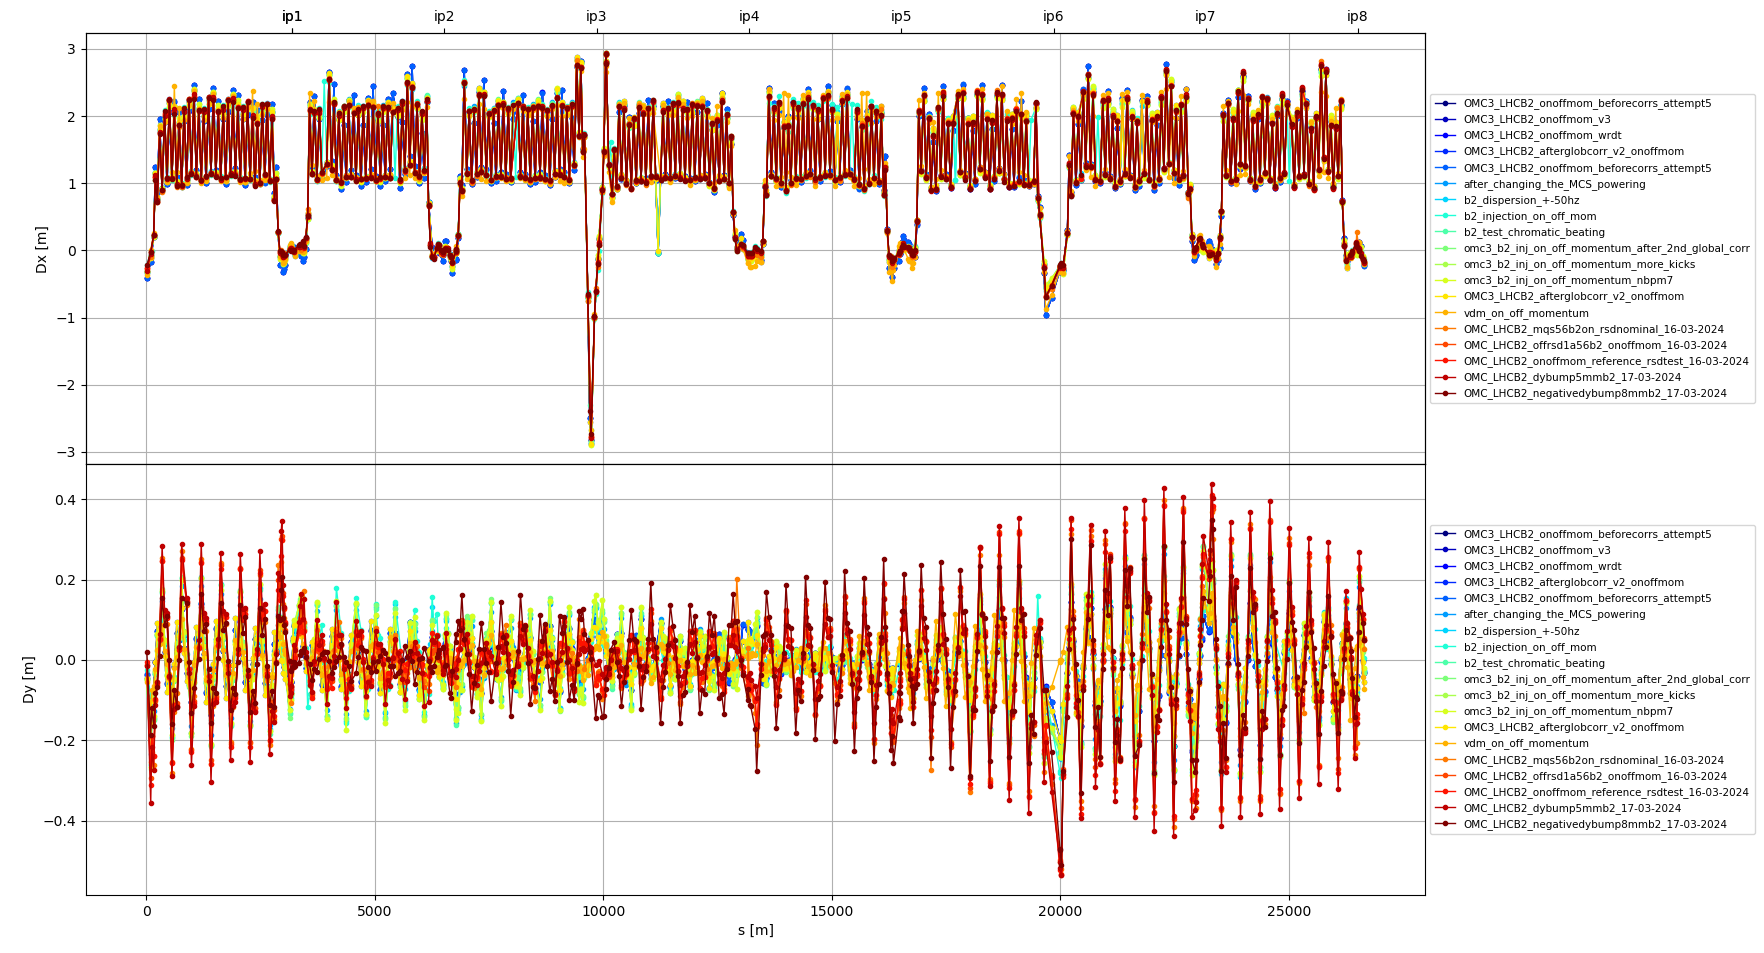 ip1 ip2 ip3 ip4 ip5 ip6 ip7 ip8
3
2
1
0
−1
−2
−3
Dx [m]
OMC3_LHCB2_onoffmom_beforecorrs_attempt5
OMC3_LHCB2_onoffmom_v3
OMC3_LHCB2_onoffmom_wrdt
OMC3_LHCB2_afterglobcorr_v2_onoffmom
OMC3_LHCB2_onoffmom_beforecorrs_attempt5
after_changing_the_MCS_powering
b2_dispersion_+-50hz
b2_injection_on_off_mom
b2_test_chromatic_beating
omc3_b2_inj_on_off_momentum_after_2nd_global_corr
omc3_b2_inj_on_off_momentum_more_kicks
omc3_b2_inj_on_off_momentum_nbpm7
OMC3_LHCB2_afterglobcorr_v2_onoffmom
vdm_on_off_momentum
OMC_LHCB2_mqs56b2on_rsdnominal_16-03-2024
OMC_LHCB2_offrsd1a56b2_onoffmom_16-03-2024
OMC_LHCB2_onoffmom_reference_rsdtest_16-03-2024
OMC_LHCB2_dybump5mmb2_17-03-2024
OMC_LHCB2_negativedybump8mmb2_17-03-2024
0.4
0.2
0.0
−0.2
−0.4
Dy [m]
OMC3_LHCB2_onoffmom_beforecorrs_attempt5
OMC3_LHCB2_onoffmom_v3
OMC3_LHCB2_onoffmom_wrdt
OMC3_LHCB2_afterglobcorr_v2_onoffmom
OMC3_LHCB2_onoffmom_beforecorrs_attempt5
after_changing_the_MCS_powering
b2_dispersion_+-50hz
b2_injection_on_off_mom
b2_test_chromatic_beating
omc3_b2_inj_on_off_momentum_after_2nd_global_corr
omc3_b2_inj_on_off_momentum_more_kicks
omc3_b2_inj_on_off_momentum_nbpm7
OMC3_LHCB2_afterglobcorr_v2_onoffmom
vdm_on_off_momentum
OMC_LHCB2_mqs56b2on_rsdnominal_16-03-2024
OMC_LHCB2_offrsd1a56b2_onoffmom_16-03-2024
OMC_LHCB2_onoffmom_reference_rsdtest_16-03-2024
OMC_LHCB2_dybump5mmb2_17-03-2024
OMC_LHCB2_negativedybump8mmb2_17-03-2024
0 5000 10000 15000 20000 25000
s [m]